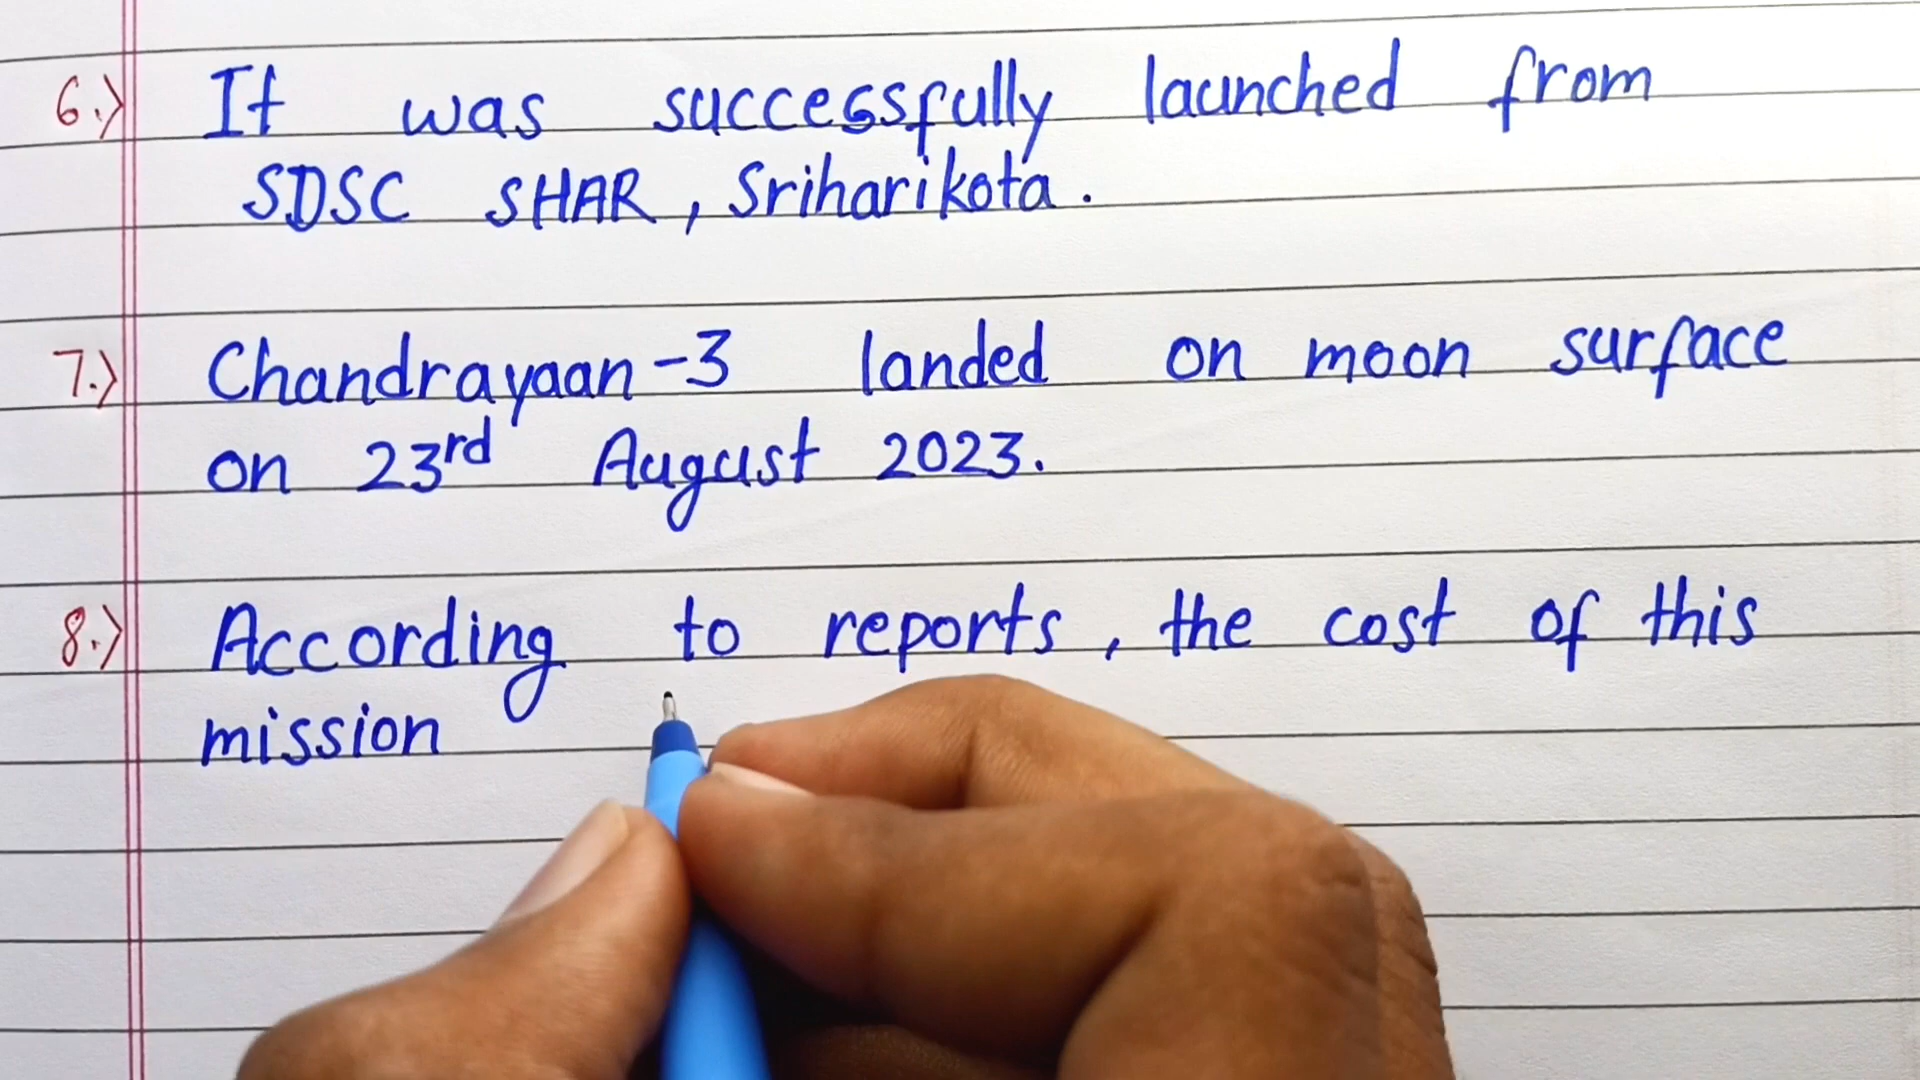 6.) It was successfully launched from
SDSC SHAR, Sriharikota.
7.) Chandrayaan-3 landed on moon surface
on 23rd August 2023.
8.) According to reports, the cost of this
mission